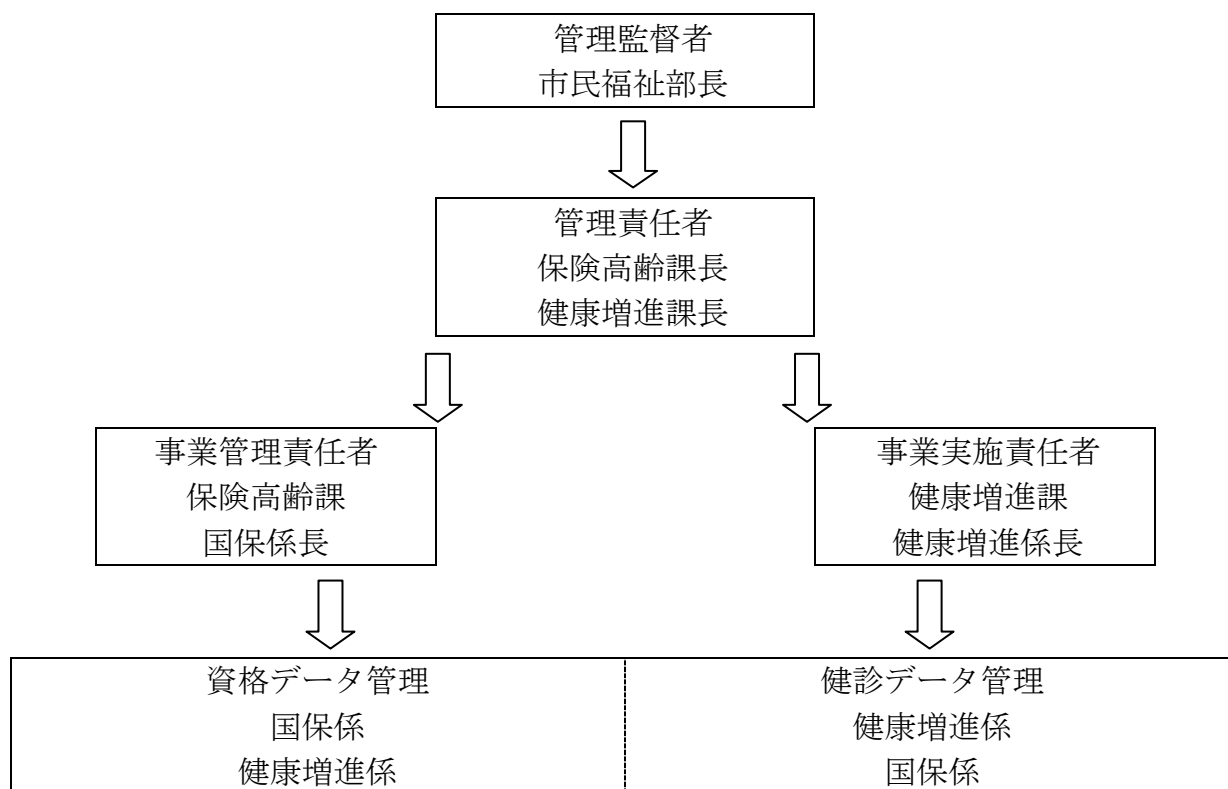 管理監督者
市民福祉部長
管理責任者
保険高齢課長
健康増進課長
事業管理責任者
保険高齢課
国保係長
事業実施責任者
健康増進課
健康増進係長
資格データ管理
国保係
健康増進係
健診データ管理
健康増進係
国保係